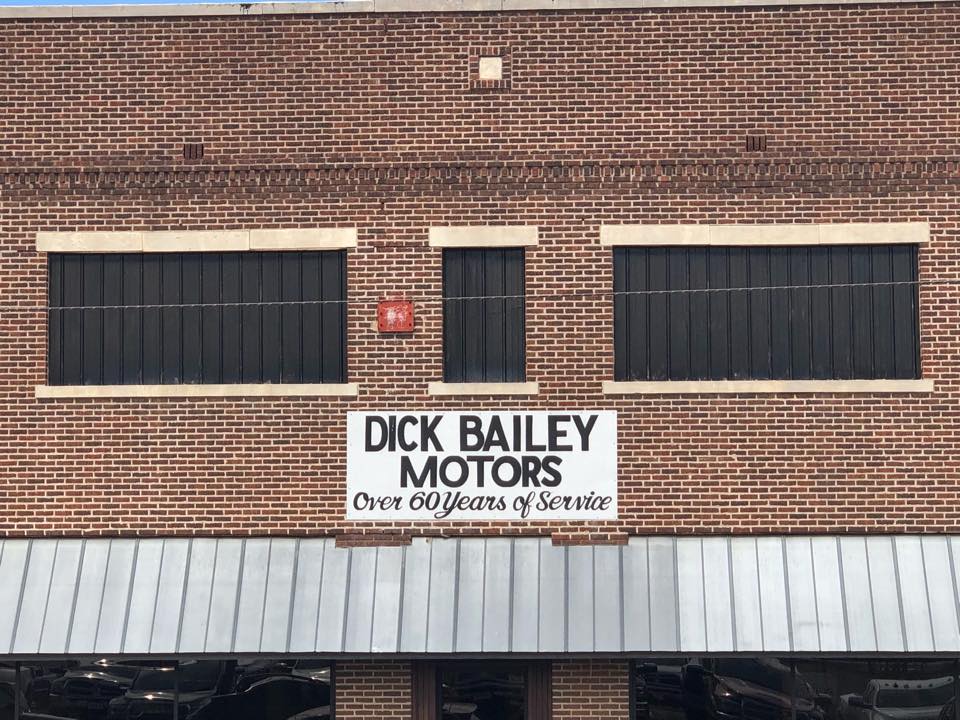 DICK BAILEY
MOTORS
Over 60 Years of Service